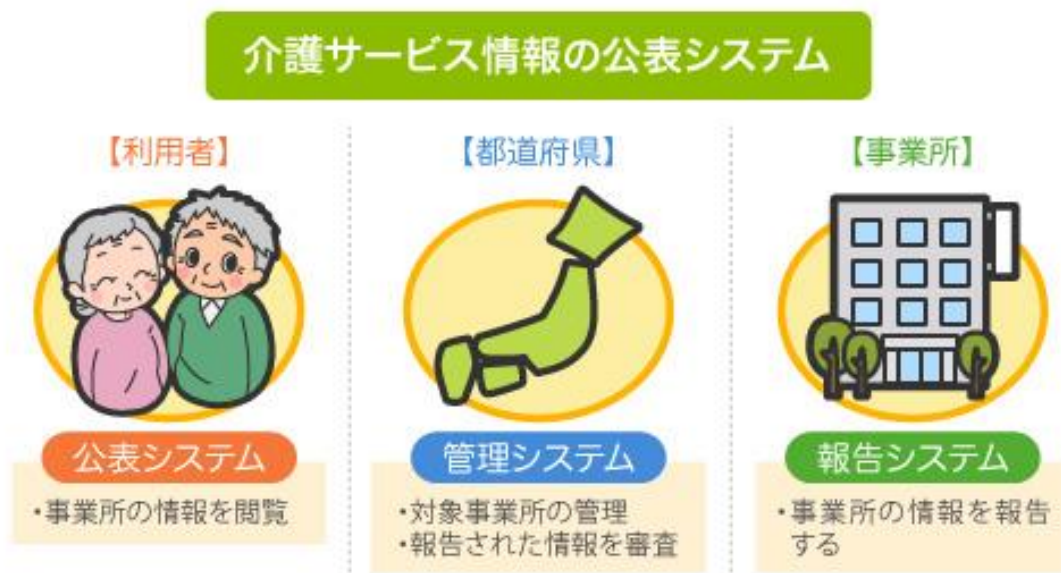 介護サービス情報の公表システム
【利用者】
【都道府県】
【事業所】
公表システム
・事業所の情報を閲覧
管理システム
・対象事業所の管理
・報告された情報を審査
報告システム
・事業所の情報を報告
する